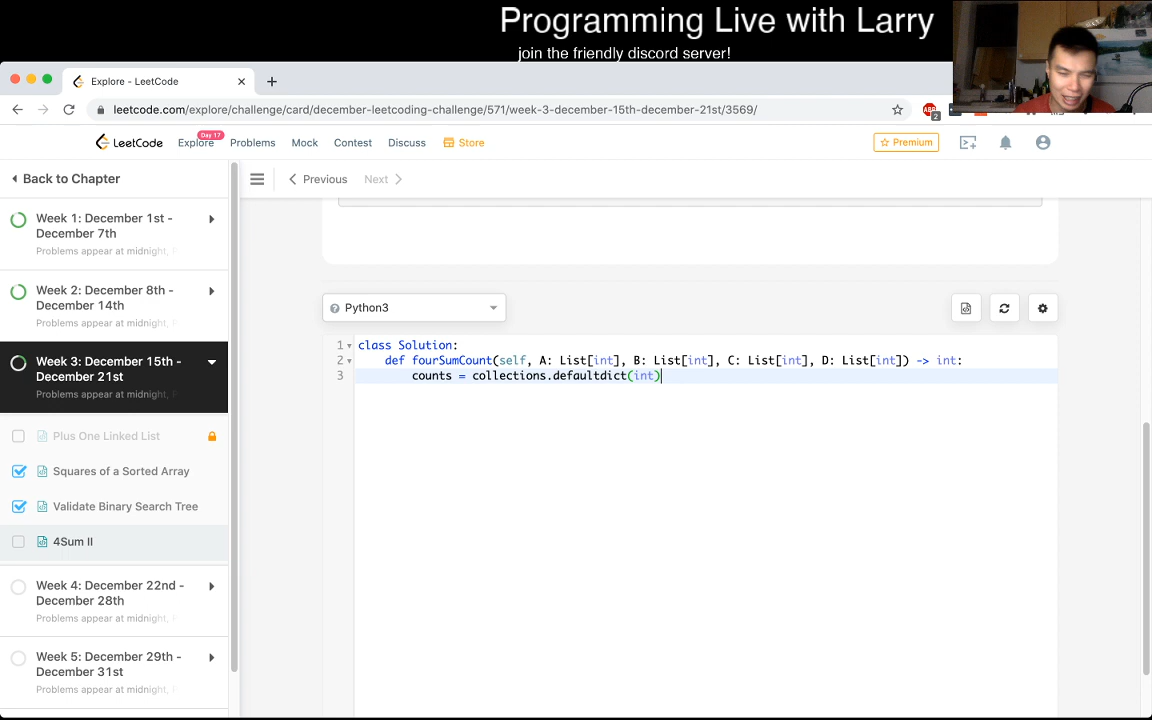 Programming Live with Larry
join the friendly discord server!
Explore - LeetCode
leetcode.com/explore/challenge/card/december-leetcoding-challenge/571/week-3-december-15th-december-21st/3569/
ABP
2
LeetCode
Explore
Day 17
Problems
Mock
Contest
Discuss
Store
Premium
Back to Chapter
Previous
Next
Week 1: December 1st -
December 7th
Problems appear at midnight,
Week 2: December 8th -
December 14th
Problems appear at midnight,
Week 3: December 15th -
December 21st
Problems appear at midnight,
Plus One Linked List
Squares of a Sorted Array
Validate Binary Search Tree
4Sum II
Week 4: December 22nd -
December 28th
Problems appear at midnight,
Week 5: December 29th -
December 31st
Problems appear at midnight,
Python3
1 class Solution:
2 def fourSumCount(self, A: List[int], B: List[int], C: List[int], D: List[int]) -> int:
3 counts = collections.defaultdict(int)